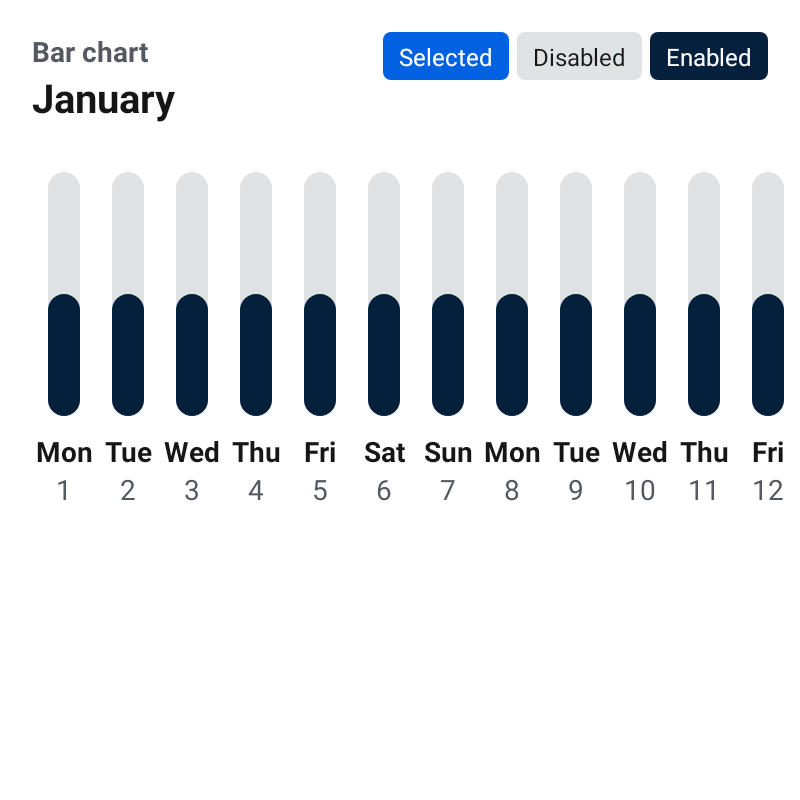 Bar chart
January
Selected Disabled Enabled
Mon Tue Wed Thu Fri Sat Sun Mon Tue Wed Thu Fri
1 2 3 4 5 6 7 8 9 10 11 12